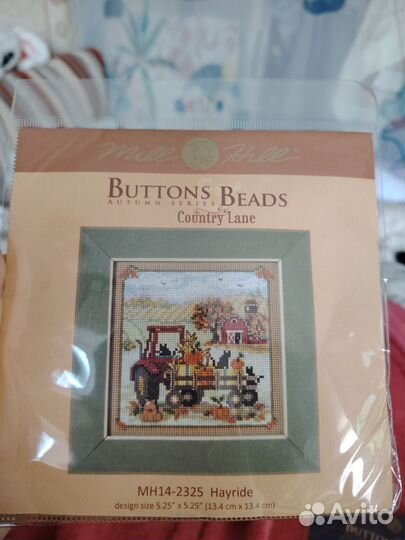 Mill Hill
BUTTONS & BEADS
AUTUMN SERIES
Country Lane
MH14-2325 Hayride
design size 5.25" x 5.25" (13.4 cm x 13.4 cm)
BUTTO
Avito